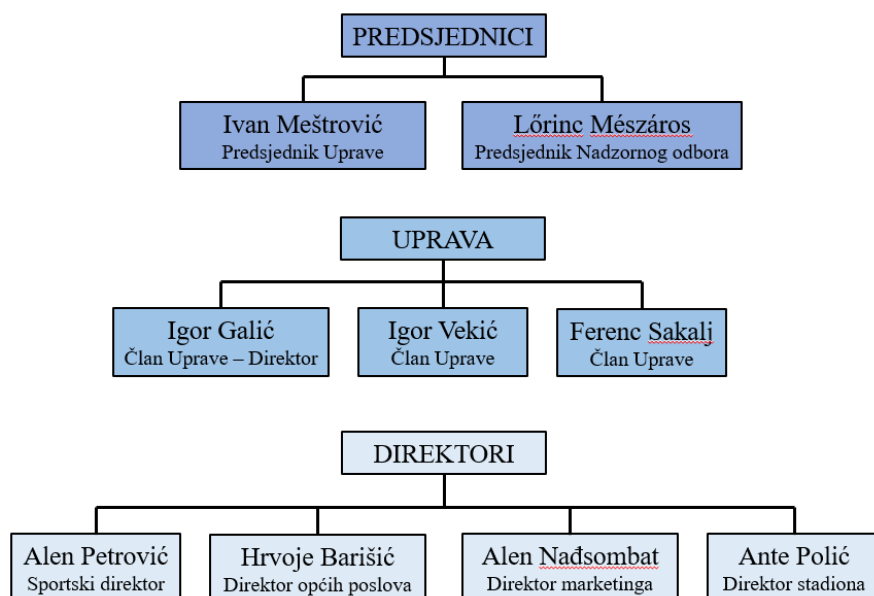 PREDSJEDNICI
Ivan Meštrović
Predsjednik Uprave
Lőrinc Mészáros
Predsjednik Nadzornog odbora
UPRAVA
Igor Galić
Član Uprave – Direktor
Igor Vekić
Član Uprave
Ferenc Sakalj
Član Uprave
DIREKTORI
Alen Petrović
Sportski direktor
Hrvoje Barišić
Direktor općih poslova
Alen Nađsombat
Direktor marketinga
Ante Polić
Direktor stadiona